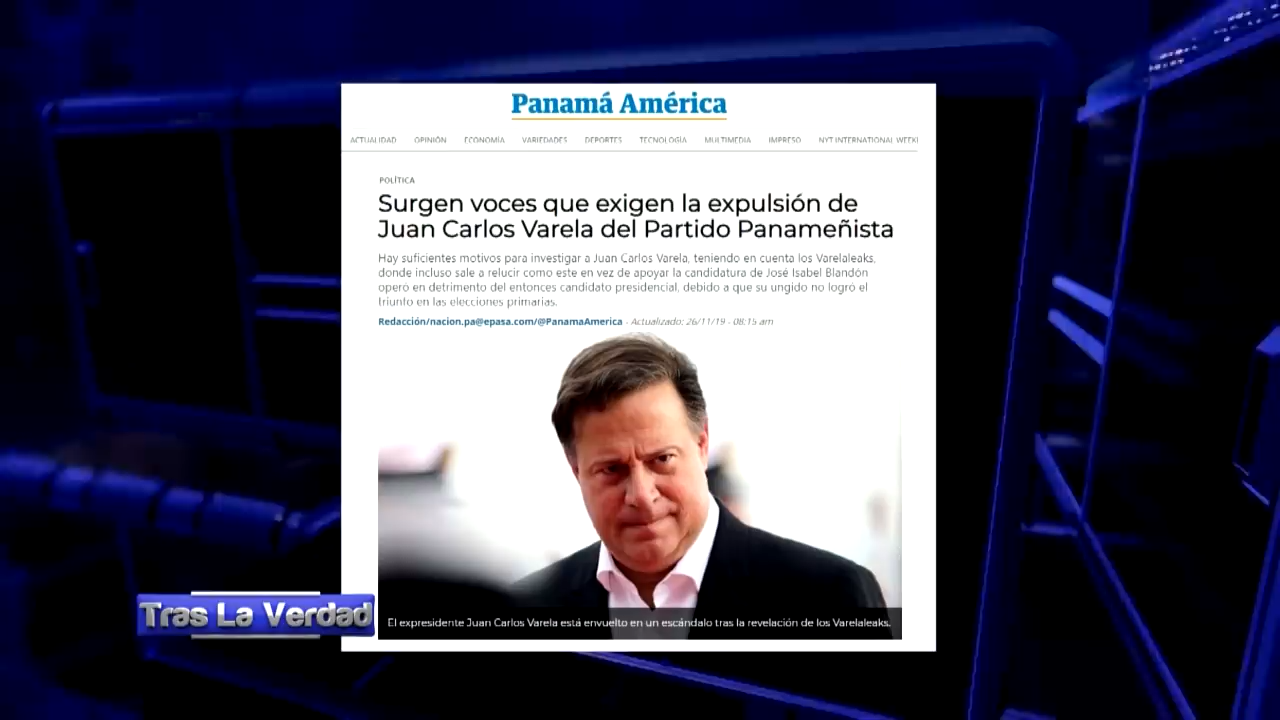 Panamá América
ACTUALIDAD OPINIÓN ECONOMÍA VARIEDADES DEPORTES TECNOLOGÍA MULTIMEDIA IMPRESO NYT INTERNATIONAL WEEKL
POLÍTICA
Surgen voces que exigen la expulsión de
Juan Carlos Varela del Partido Panameñista
Hay suficientes motivos para investigar a Juan Carlos Varela, teniendo en cuenta los Varelaleaks,
donde incluso sale a relucir como este en vez de apoyar la candidatura de José Isabel Blandón
operó en detrimento del entonces candidato presidencial, debido a que su ungido no logró el
triunfo en las elecciones primarias.
Redacción/nacion.pa@epasa.com/@PanamaAmerica - Actualizado: 26/11/19 - 08:15 am
El expresidente Juan Carlos Varela está envuelto en un escándalo tras la revelación de los Varelaleaks.
Tras La Verdad